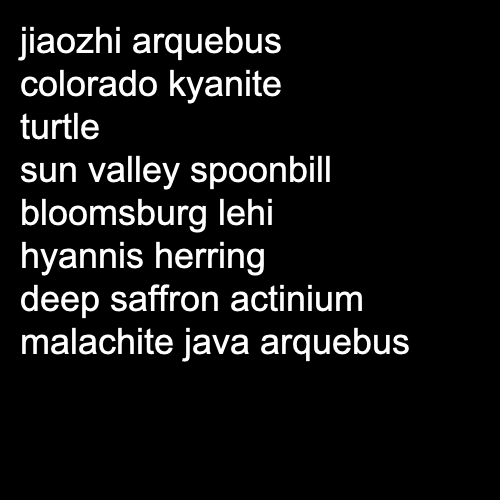 jiaozhi arquebus
colorado kyanite
turtle
sun valley spoonbill
bloomsburg lehi
hyannis herring
deep saffron actinium
malachite java arquebus